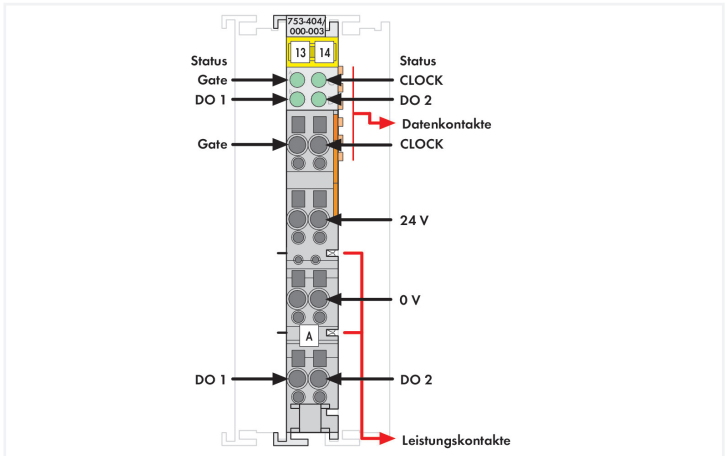 753-404/
000-003
13 14
Status
Status
Gate
CLOCK
DO 1
DO 2
Datenkontakte
Gate
CLOCK
24 V
0 V
A
DO 1
DO 2
Leistungskontakte